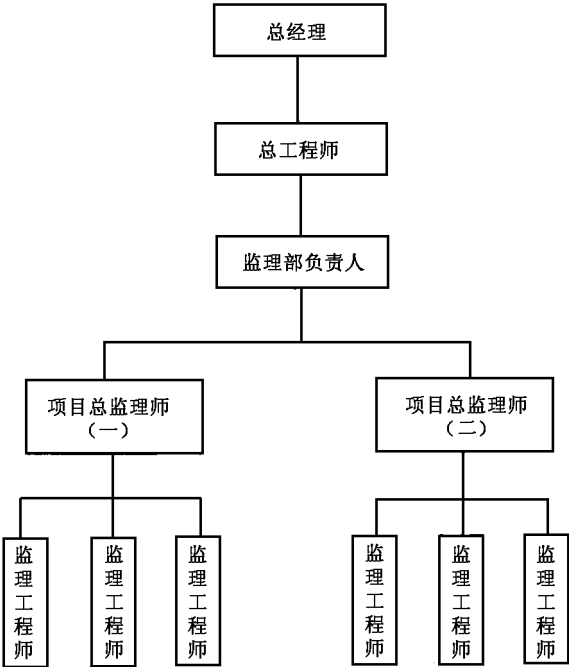 总经理
总工程师
监理部负责人
项目总监理师
（一）
项目总监理师
（二）
监理工程师
监理工程师
监理工程师
监理工程师
监理工程师
监理工程师